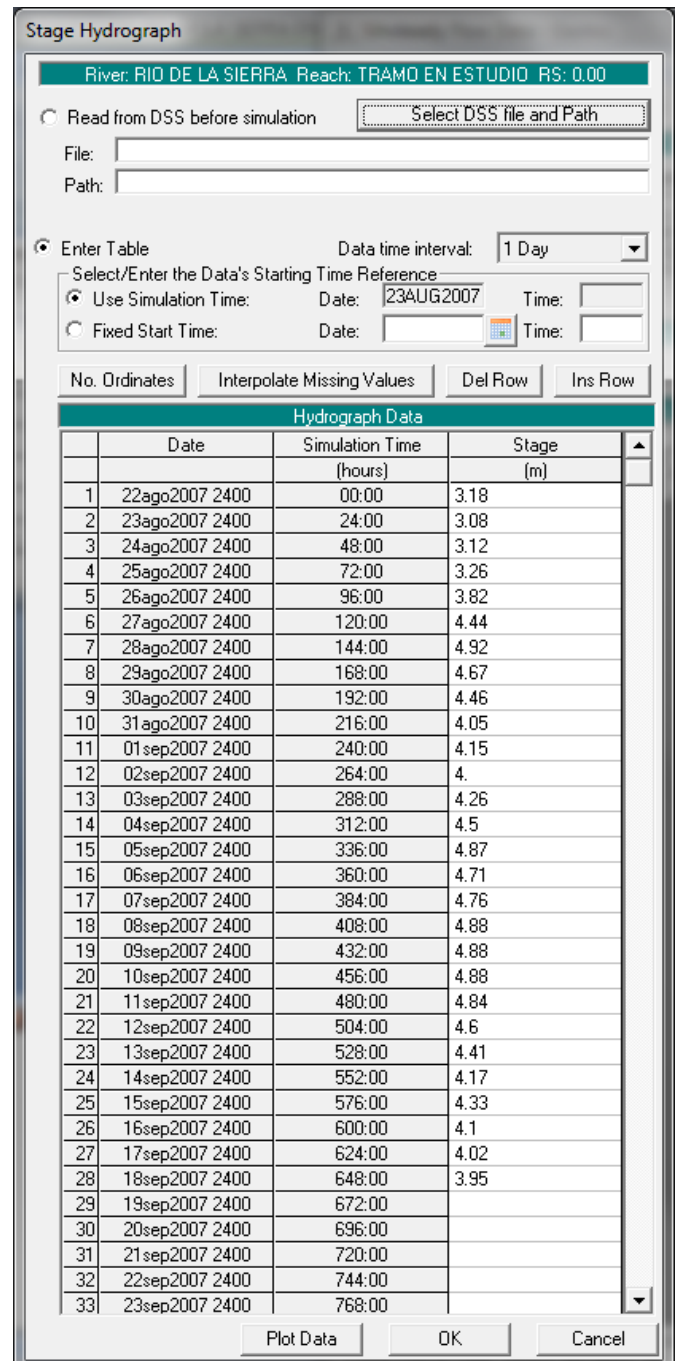 Stage Hydrograph
River: RIO DE LA SIERRA Reach: TRAMO EN ESTUDIO RS: 0.00
Read from DSS before simulation Select DSS file and Path
File:
Path:
Enter Table Data time interval: 1 Day
Select/Enter the Data's Starting Time Reference
Use Simulation Time: Date: 23AUG2007 Time:
Fixed Start Time: Date: Time:
No. Ordinates Interpolate Missing Values Del Row Ins Row
Hydrograph Data
Date Simulation Time Stage
(hours) (m)
1 22ago2007 2400 00:00 3.18
2 23ago2007 2400 24:00 3.08
3 24ago2007 2400 48:00 3.12
4 25ago2007 2400 72:00 3.26
5 26ago2007 2400 96:00 3.82
6 27ago2007 2400 120:00 4.44
7 28ago2007 2400 144:00 4.92
8 29ago2007 2400 168:00 4.67
9 30ago2007 2400 192:00 4.46
10 31ago2007 2400 216:00 4.05
11 01sep2007 2400 240:00 4.15
12 02sep2007 2400 264:00 4.
13 03sep2007 2400 288:00 4.26
14 04sep2007 2400 312:00 4.5
15 05sep2007 2400 336:00 4.87
16 06sep2007 2400 360:00 4.71
17 07sep2007 2400 384:00 4.76
18 08sep2007 2400 408:00 4.88
19 09sep2007 2400 432:00 4.88
20 10sep2007 2400 456:00 4.88
21 11sep2007 2400 480:00 4.84
22 12sep2007 2400 504:00 4.6
23 13sep2007 2400 528:00 4.41
24 14sep2007 2400 552:00 4.17
25 15sep2007 2400 576:00 4.33
26 16sep2007 2400 600:00 4.1
27 17sep2007 2400 624:00 4.02
28 18sep2007 2400 648:00 3.95
29 19sep2007 2400 672:00
30 20sep2007 2400 696:00
31 21sep2007 2400 720:00
32 22sep2007 2400 744:00
33 23sep2007 2400 768:00
Plot Data OK Cancel